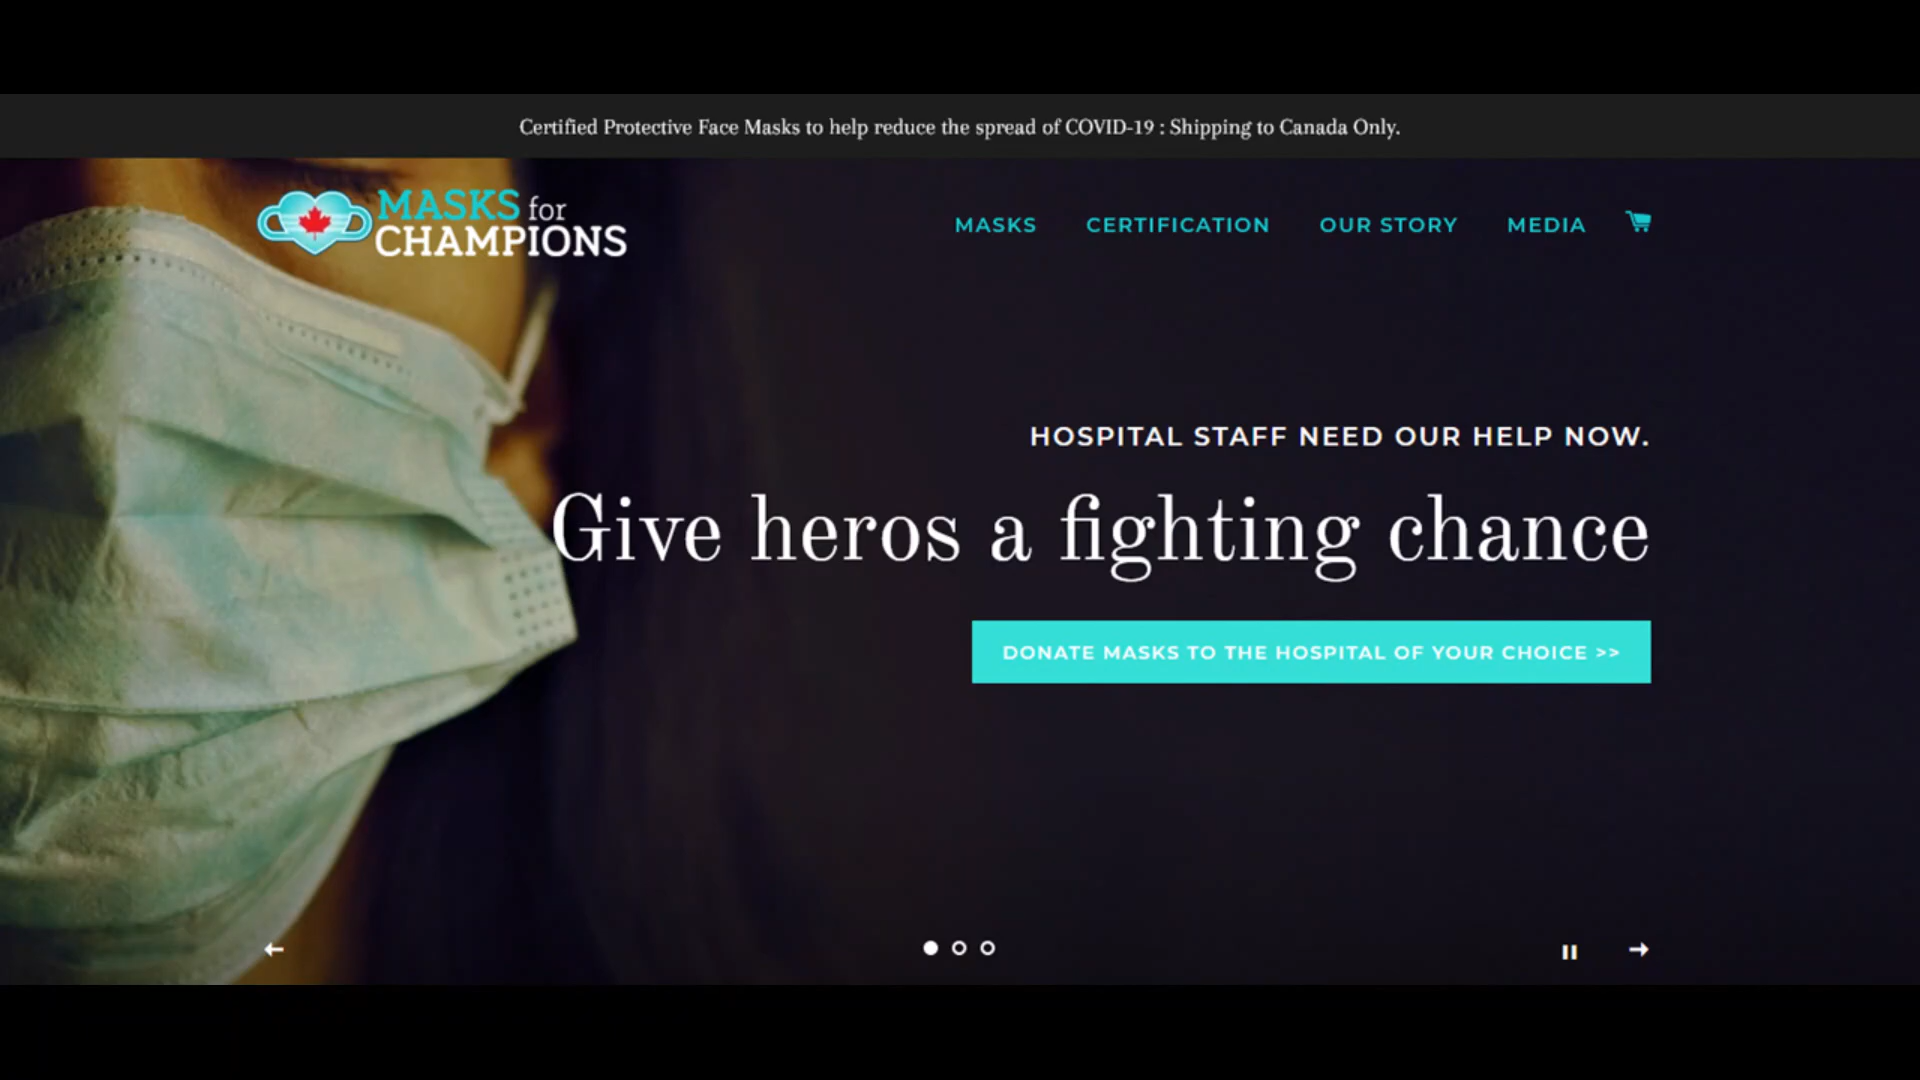 Certified Protective Face Masks to help reduce the spread of COVID-19 : Shipping to Canada Only.
MASKS for
CHAMPIONS
MASKS CERTIFICATION OUR STORY MEDIA
HOSPITAL STAFF NEED OUR HELP NOW.
Give heros a fighting chance
DONATE MASKS TO THE HOSPITAL OF YOUR CHOICE >>